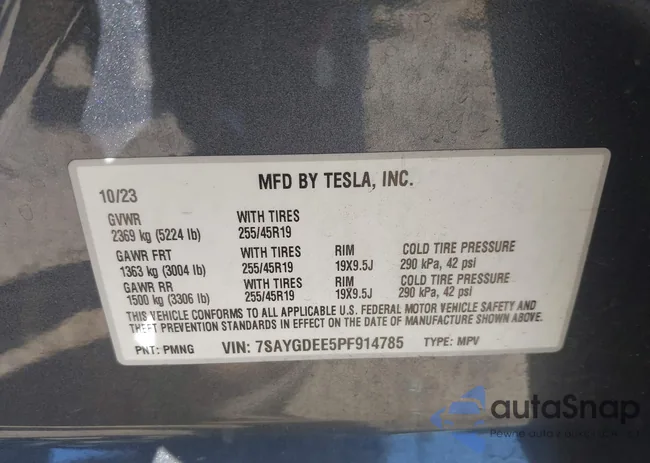 MFD BY TESLA, INC.
10/23
GVWR WITH TIRES
2369 kg (5224 lb) 255/45R19
GAWR FRT WITH TIRES RIM COLD TIRE PRESSURE
1363 kg (3004 lb) 255/45R19 19X9.5J 290 kPa, 42 psi
GAWR RR WITH TIRES RIM COLD TIRE PRESSURE
1500 kg (3306 lb) 255/45R19 19X9.5J 290 kPa, 42 psi
THIS VEHICLE CONFORMS TO ALL APPLICABLE U.S. FEDERAL MOTOR VEHICLE SAFETY AND
THEFT PREVENTION STANDARDS IN EFFECT ON THE DATE OF MANUFACTURE SHOWN ABOVE.
PNT: PMNG VIN: 7SAYGDEE5PF914785 TYPE: MPV
autaSnap
Pewne auto z aukcji